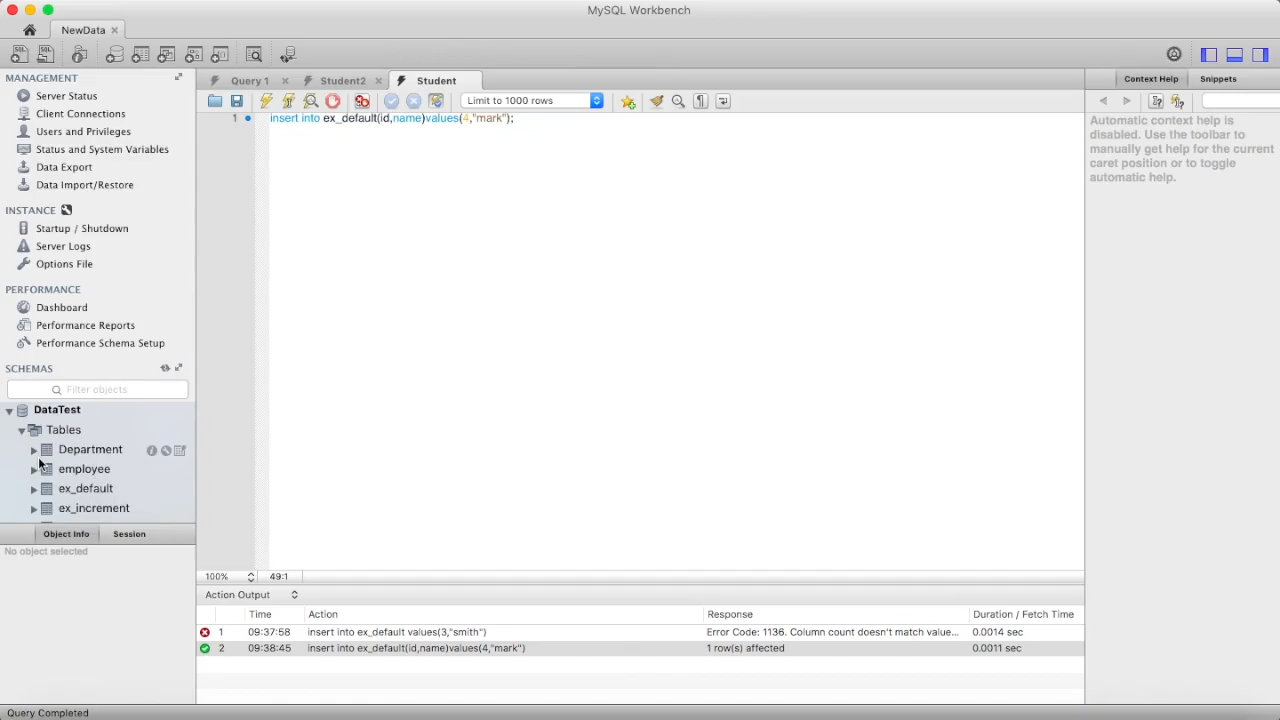 MySQL Workbench
NewData
MANAGEMENT
Server Status
Client Connections
Users and Privileges
Status and System Variables
Data Export
Data Import/Restore
INSTANCE
Startup / Shutdown
Server Logs
Options File
PERFORMANCE
Dashboard
Performance Reports
Performance Schema Setup
SCHEMAS
Filter objects
DataTest
Tables
Department
employee
ex_default
ex_increment
Object Info Session
No object selected
Query 1 Student2 Student
Limit to 1000 rows
1 insert into ex_default(id,name)values(4,"mark");
100% 49:1
Action Output
Time Action Response Duration / Fetch Time
1 09:37:58 insert into ex_default values(3,"smith") Error Code: 1136. Column count doesn't match value... 0.0014 sec
2 09:38:45 insert into ex_default(id,name)values(4,"mark") 1 row(s) affected 0.0011 sec
Context Help Snippets
Automatic context help is
disabled. Use the toolbar to
manually get help for the current
caret position or to toggle
automatic help.
Query Completed